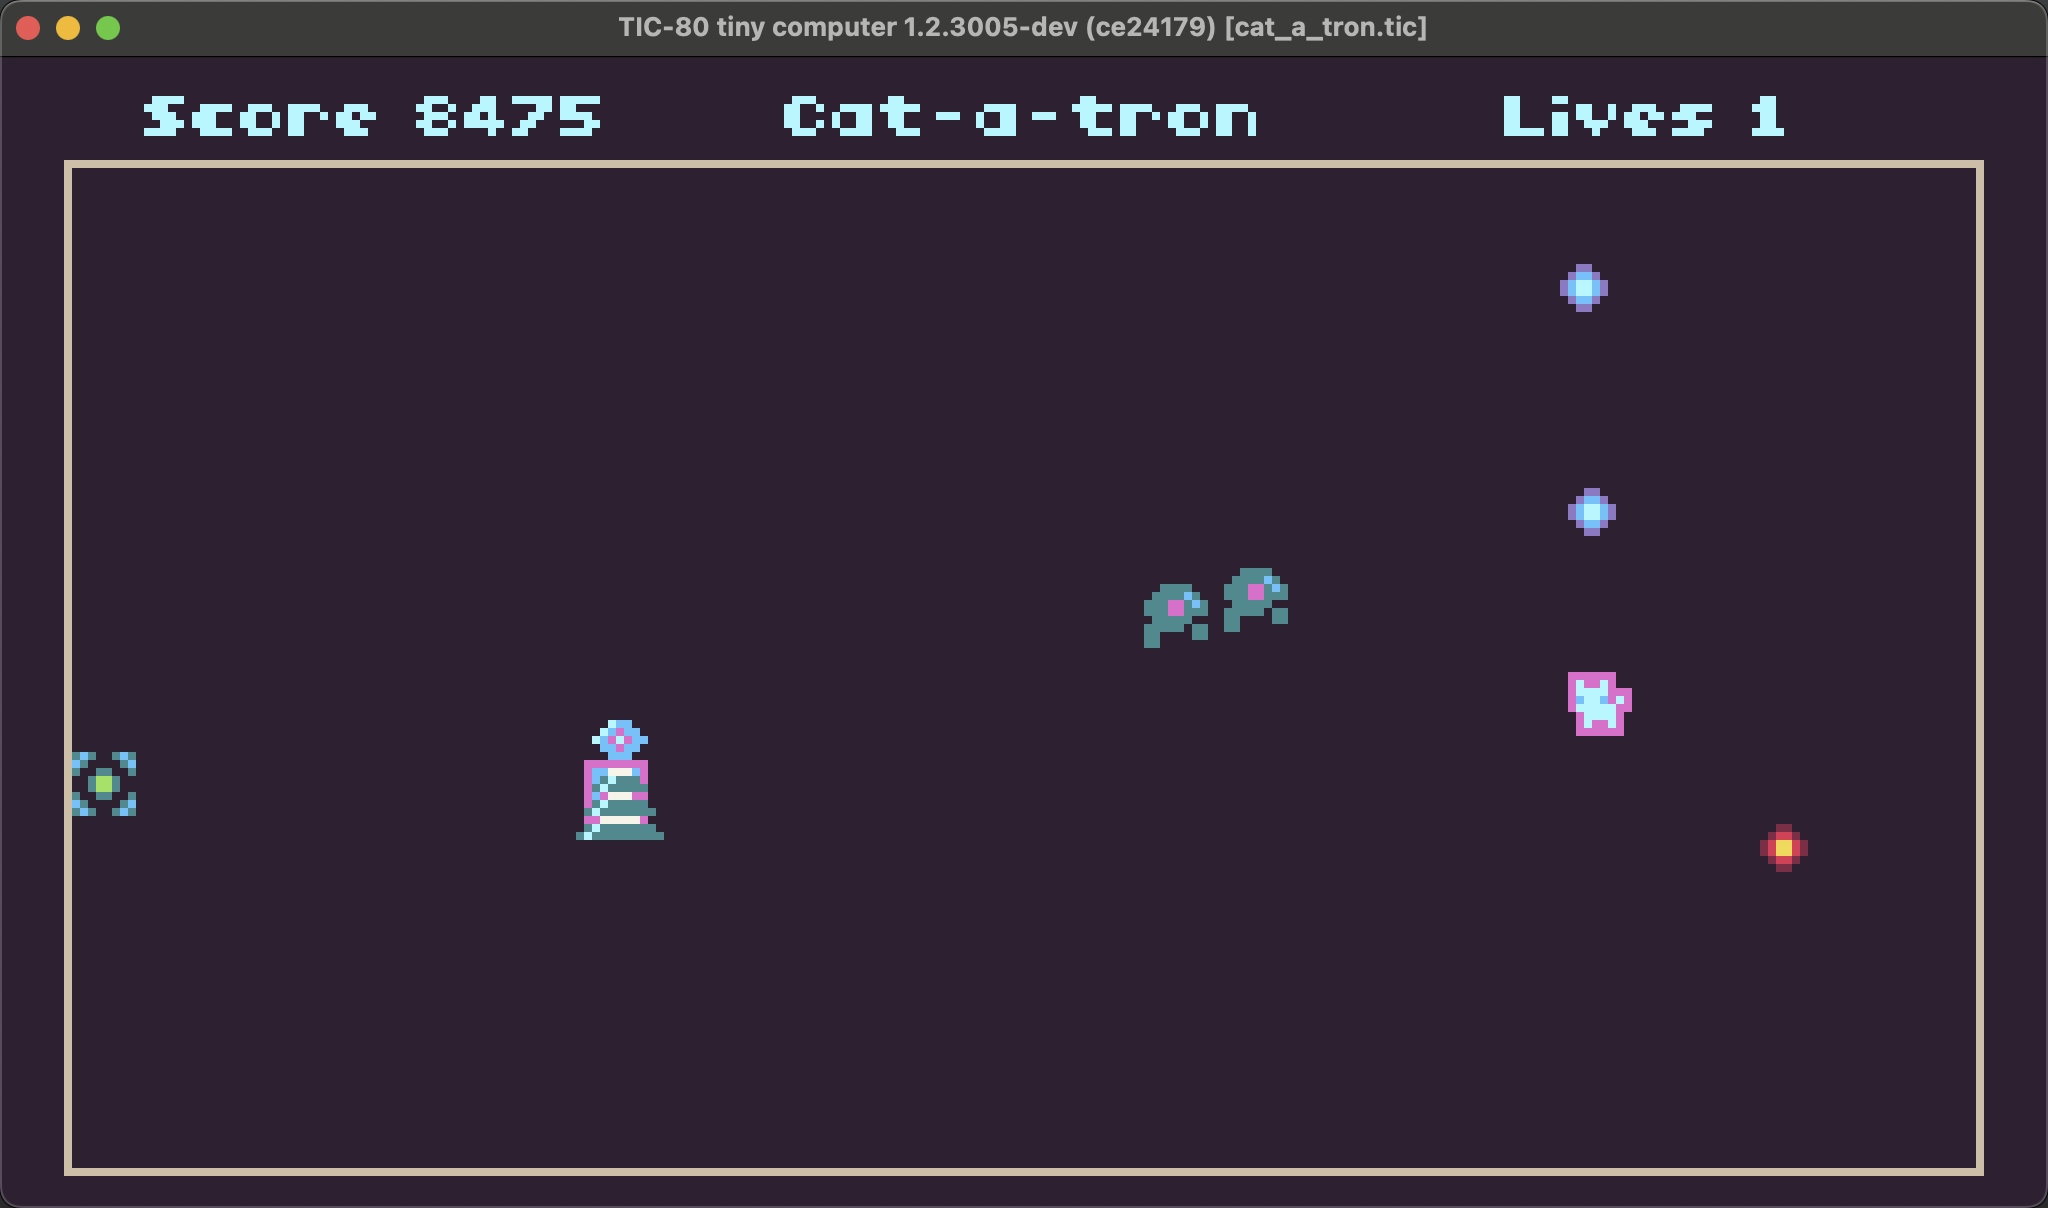 TIC-80 tiny computer 1.2.3005-dev (ce24179) [cat_a_tron.tic]
Score 8475 Cat-a-tron Lives 1